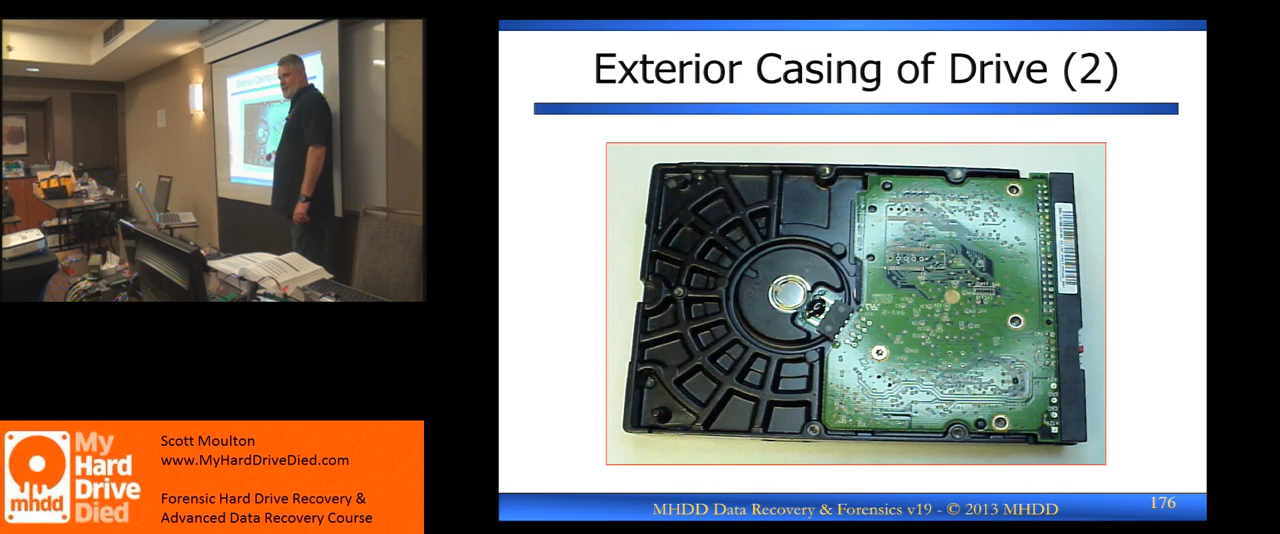 Exterior Casing of Drive (2)
MHDD Data Recovery & Forensics v19 - © 2013 MHDD
176
My
Hard
Drive
Died
mhdd
Scott Moulton
www.MyHardDriveDied.com
Forensic Hard Drive Recovery &
Advanced Data Recovery Course